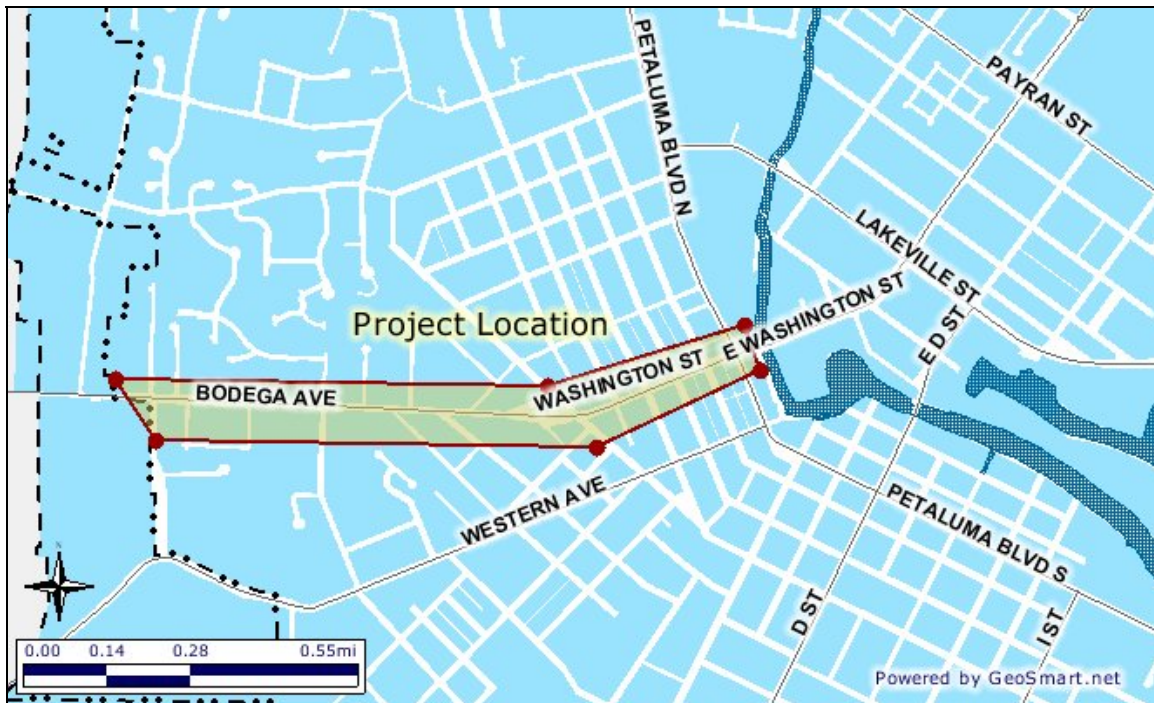 PETALUMA BLVD N
PAYRAN ST
LAKEVILLE ST
E WASHINGTON ST
E D ST
Project Location
WASHINGTON ST
BODEGA AVE
WESTERN AVE
PETALUMA BLVD S
D ST
I ST
N
0.00 0.14 0.28 0.55mi
Powered by GeoSmart.net